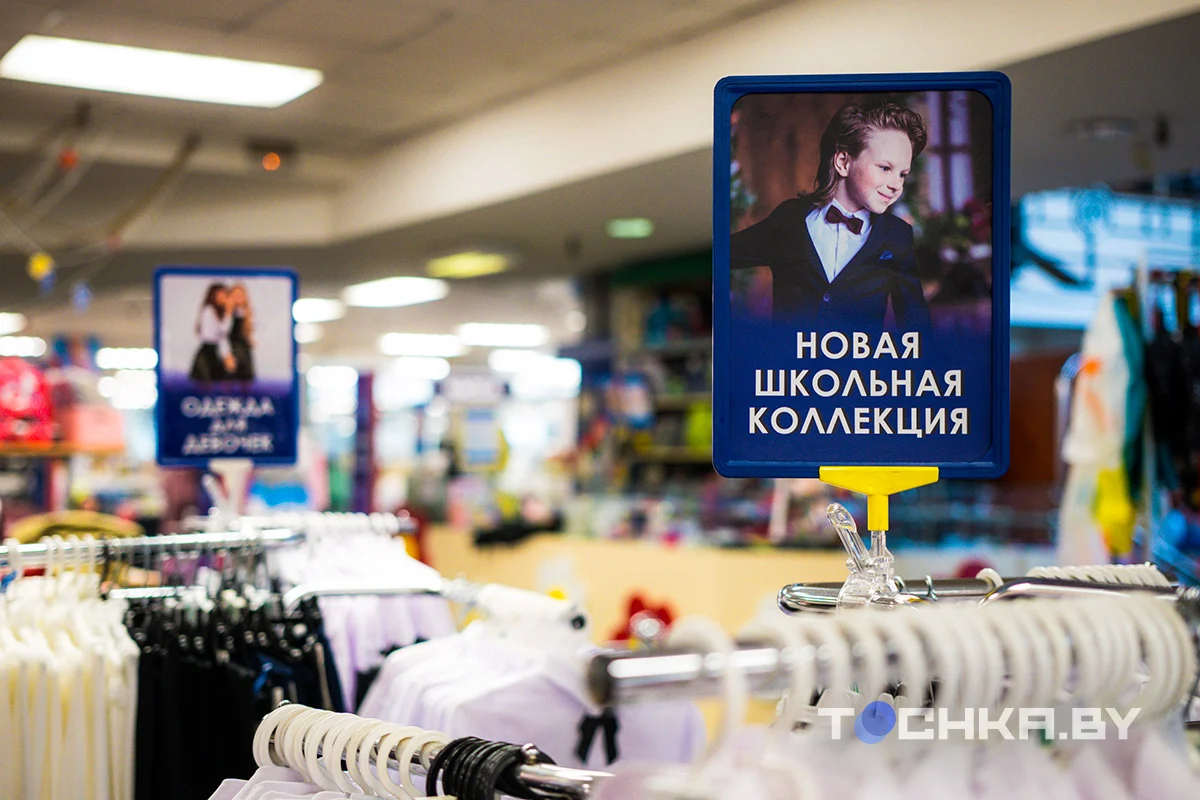 НОВАЯ
ШКОЛЬНАЯ
КОЛЛЕКЦИЯ
ОДЕЖДА
ДЛЯ
ДЕВОЧЕК
TOCHKA.BY